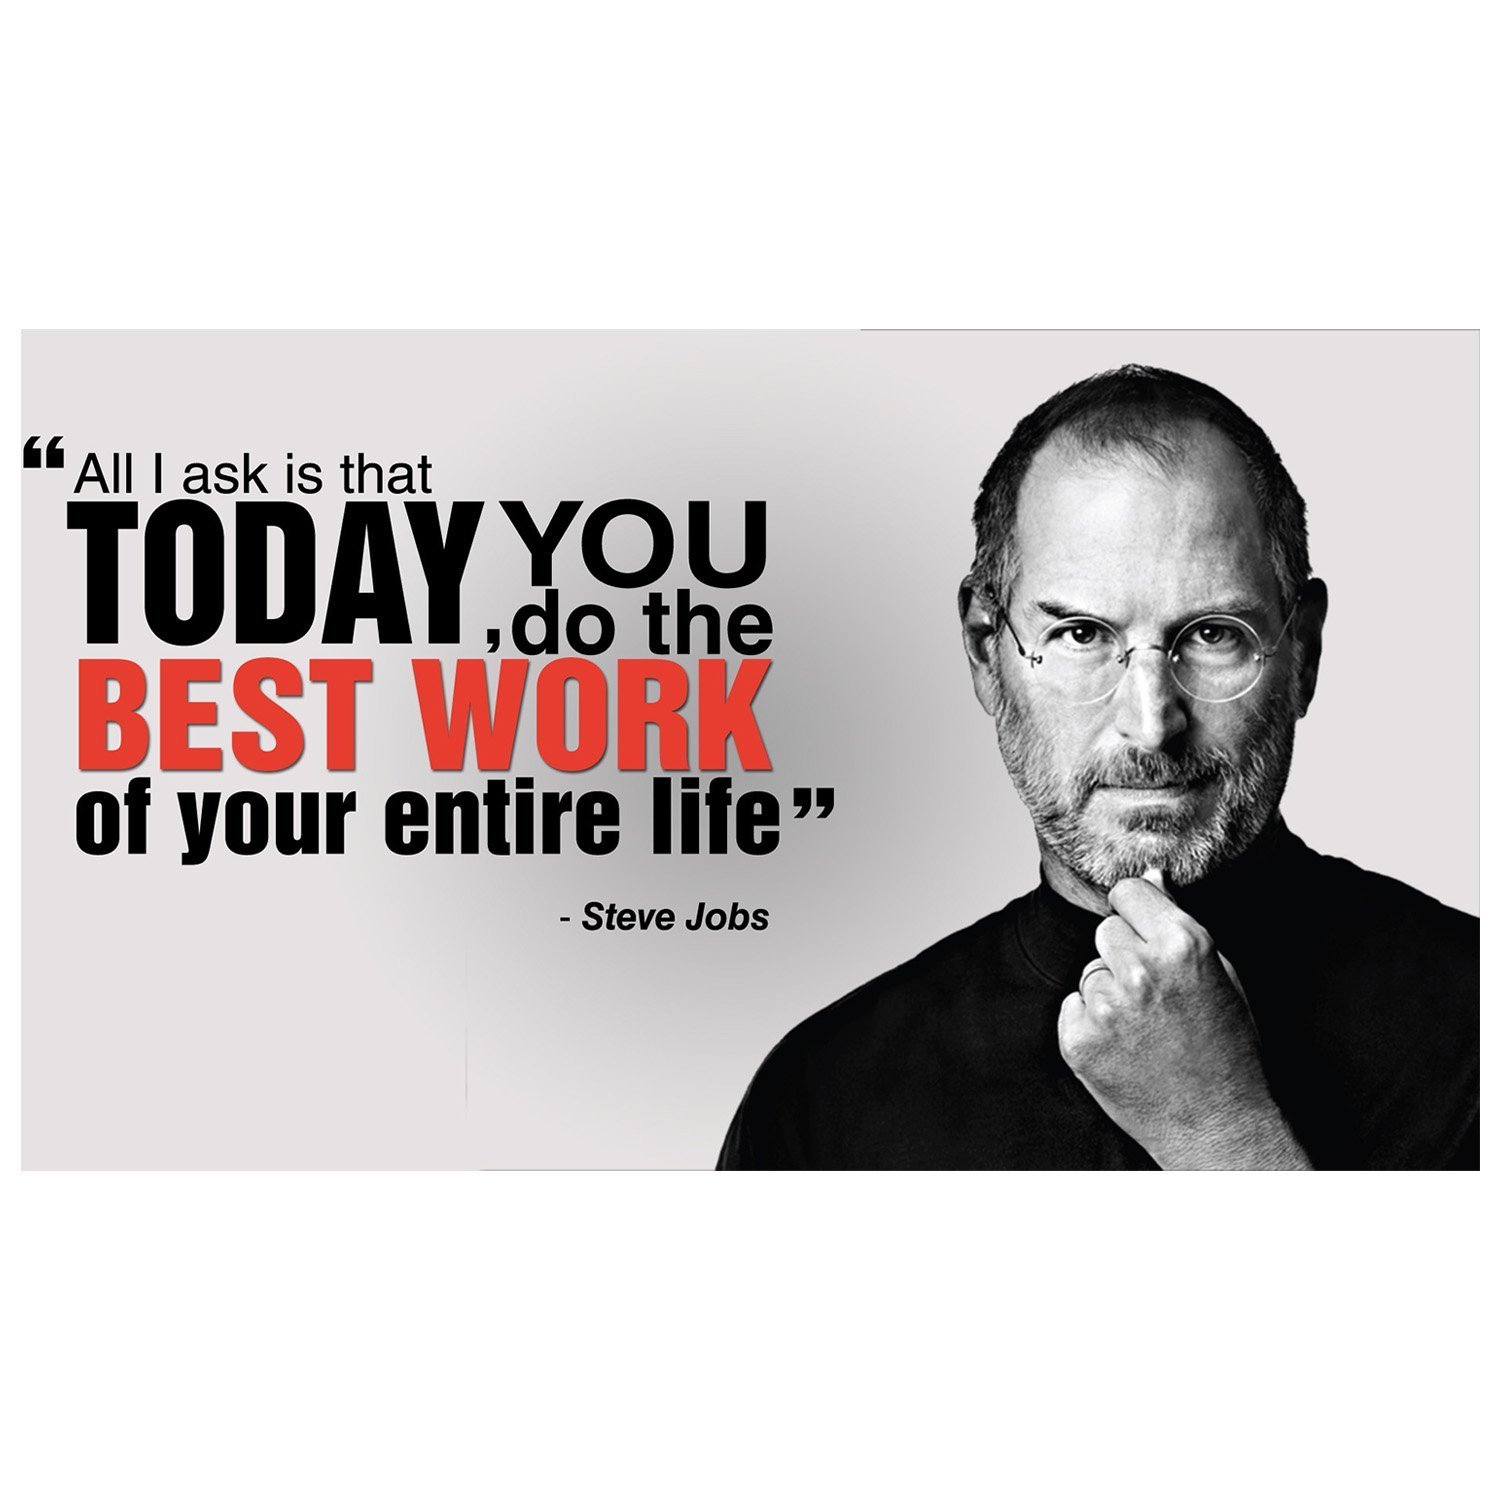 “All I ask is that
TODAY, YOU
do the
BEST WORK
of your entire life”
- Steve Jobs